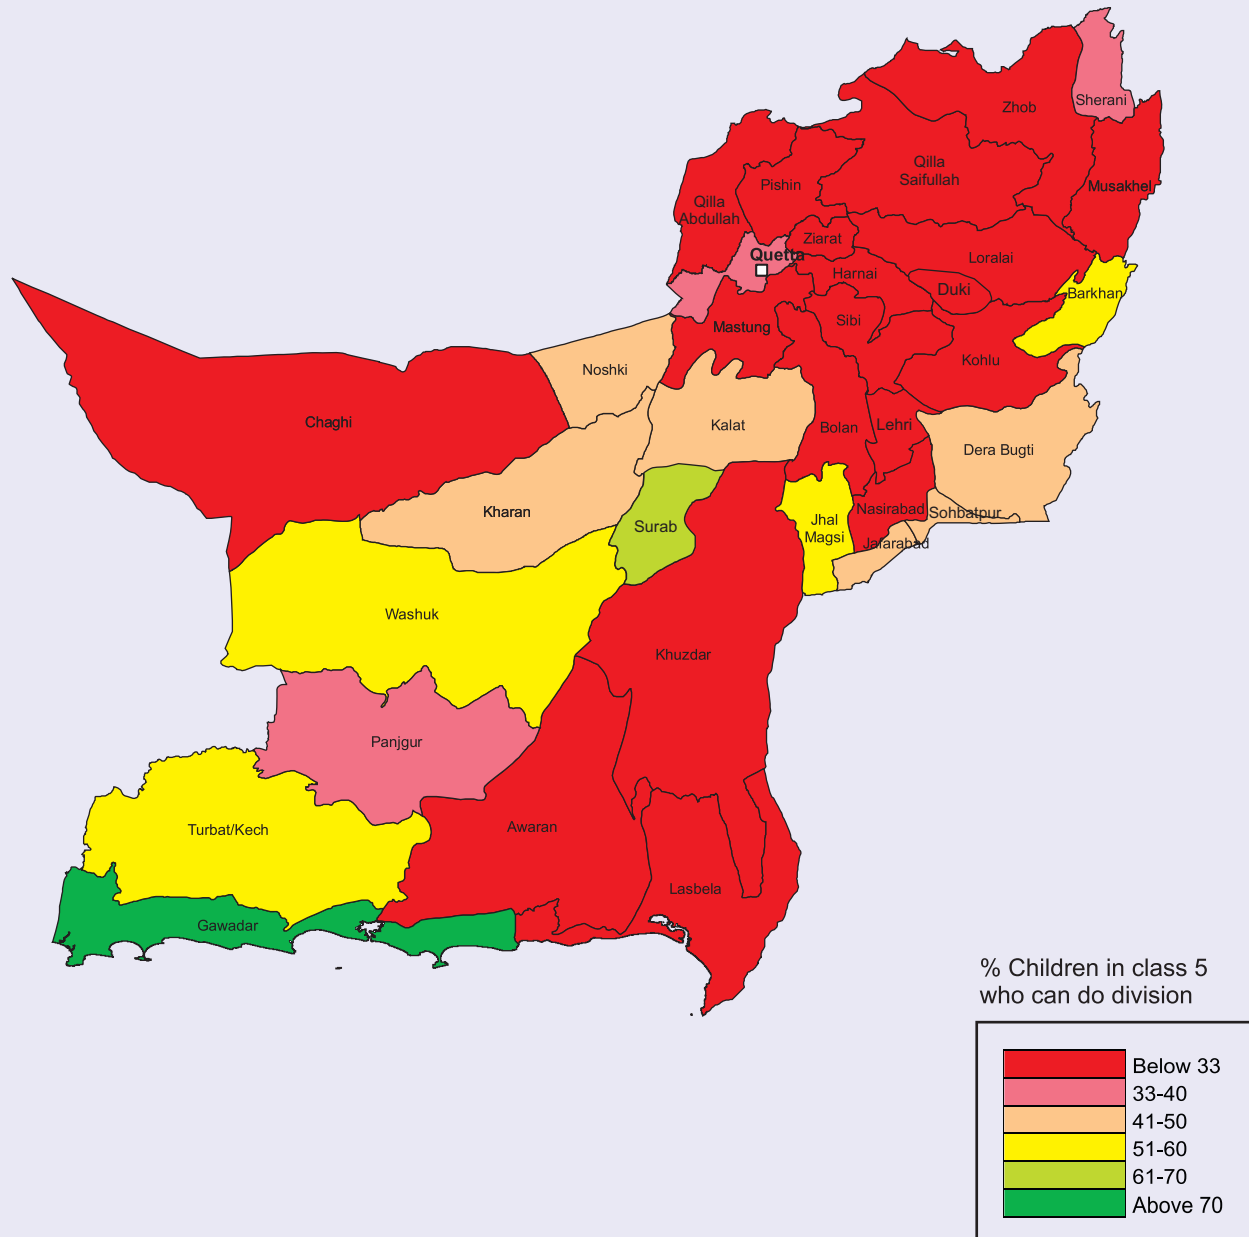 Sherani
Zhob
Qilla
Saifullah
Musakhel
Pishin
Qilla
Abdullah
Ziarat
Quetta
Loralai
Harnai
Duki
Barkhan
Sibi
Mastung
Kohlu
Noshki
Chaghi
Kalat
Bolan
Lehri
Dera Bugti
Kharan
Surab
Jhal
Magsi
Nasirabad
Sohbatpur
Jafarabad
Washuk
Khuzdar
Panjgur
Turbat/Kech
Awaran
Lasbela
Gawadar
% Children in class 5
who can do division
Below 33
33-40
41-50
51-60
61-70
Above 70